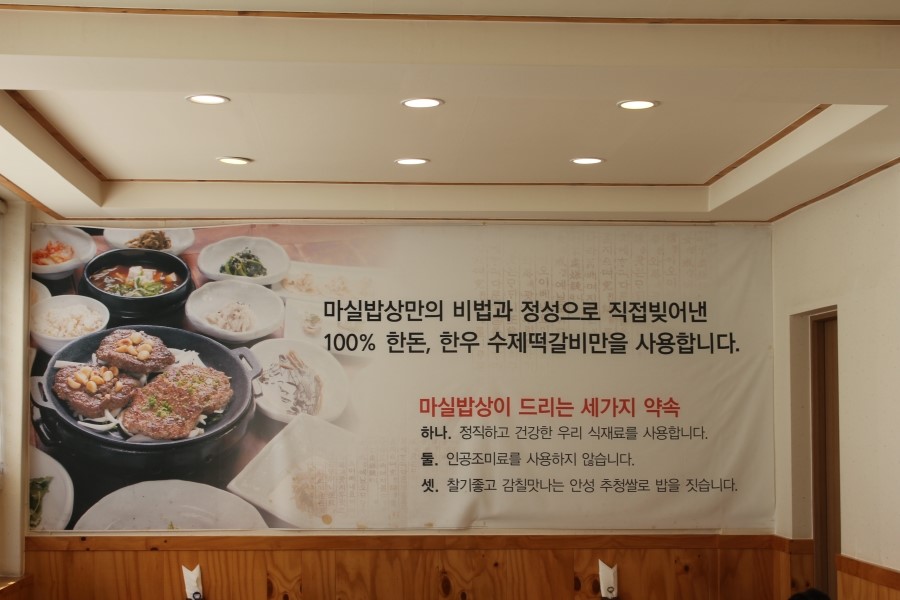 마실밥상만의 비법과 정성으로 직접빚어낸
100% 한돈, 한우 수제떡갈비만을 사용합니다.
마실밥상이 드리는 세가지 약속
하나. 정직하고 건강한 우리 식재료를 사용합니다.
둘. 인공조미료를 사용하지 않습니다.
셋. 찰기좋고 감칠맛나는 안성 추청쌀로 밥을 짓습니다.